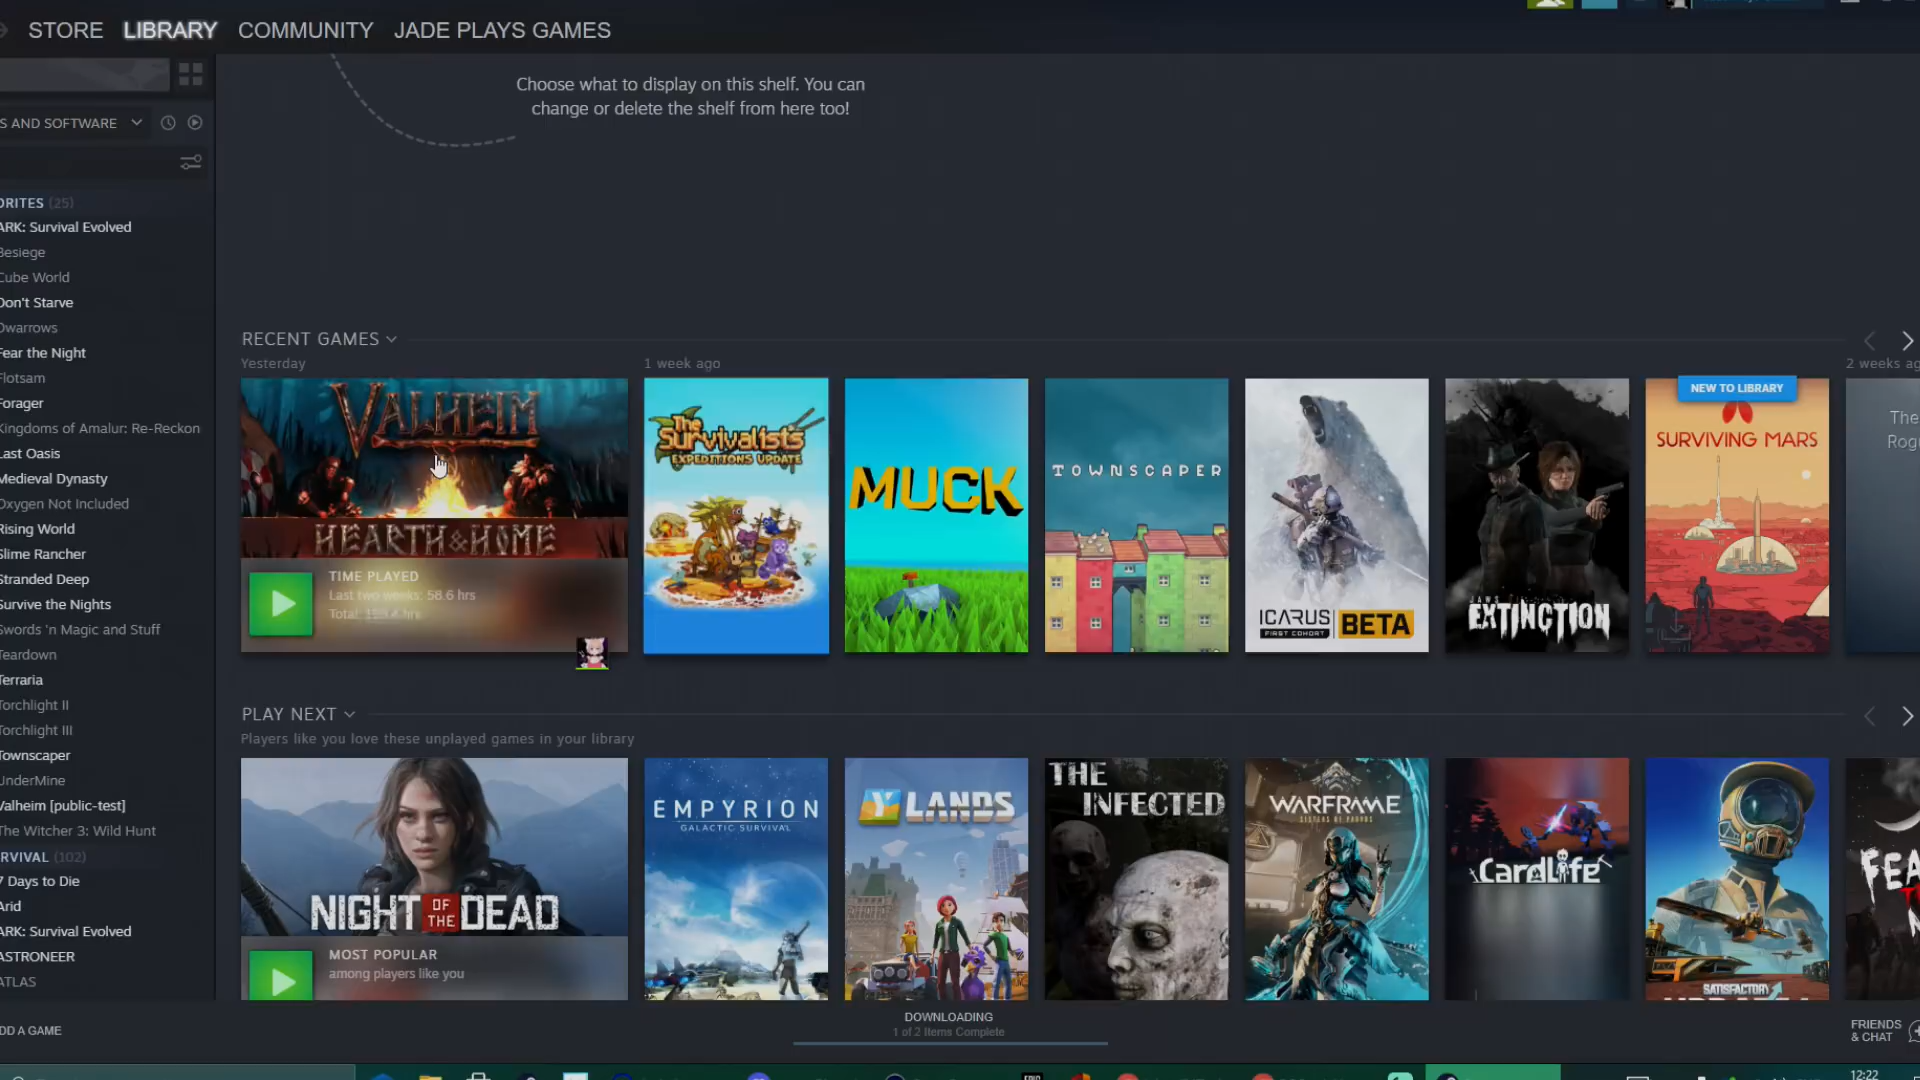 STORE LIBRARY COMMUNITY JADE PLAYS GAMES
Choose what to display on this shelf. You can
change or delete the shelf from here too!
S AND SOFTWARE
ORITES (25)
ARK: Survival Evolved
Besiege
Cube World
Don't Starve
Dwarrows
Fear the Night
Flotsam
Forager
Kingdoms of Amalur: Re-Reckon
Last Oasis
Medieval Dynasty
Oxygen Not Included
Rising World
Slime Rancher
Stranded Deep
Survive the Nights
Swords 'n Magic and Stuff
Teardown
Terraria
Torchlight II
Torchlight III
Townscaper
UnderMine
Valheim [public-test]
The Witcher 3: Wild Hunt
RVIVAL (102)
7 Days to Die
Arid
ARK: Survival Evolved
ASTRONEER
ATLAS
DD A GAME
RECENT GAMES
Yesterday
1 week ago
2 weeks ag
VALHEIM
HEARTH & HOME
TIME PLAYED
Last two weeks: 58.6 hrs
Total:
The Survivalists
EXPEDITIONS UPDATE
MUCK
TOWNSCAPER
ICARUS
FIRST COHORT
BETA
JAWS
EXTINCTION
NEW TO LIBRARY
SURVIVING MARS
The
Rog
PLAY NEXT
Players like you love these unplayed games in your library
NIGHT OF THE DEAD
MOST POPULAR
among players like you
EMPYRION
GALACTIC SURVIVAL
YLANDS
THE
INFECTED
WARFRAME
CardLife
SATISFACTORY
FEA
DOWNLOADING
1 of 2 Items Complete
FRIENDS
& CHAT
12:22